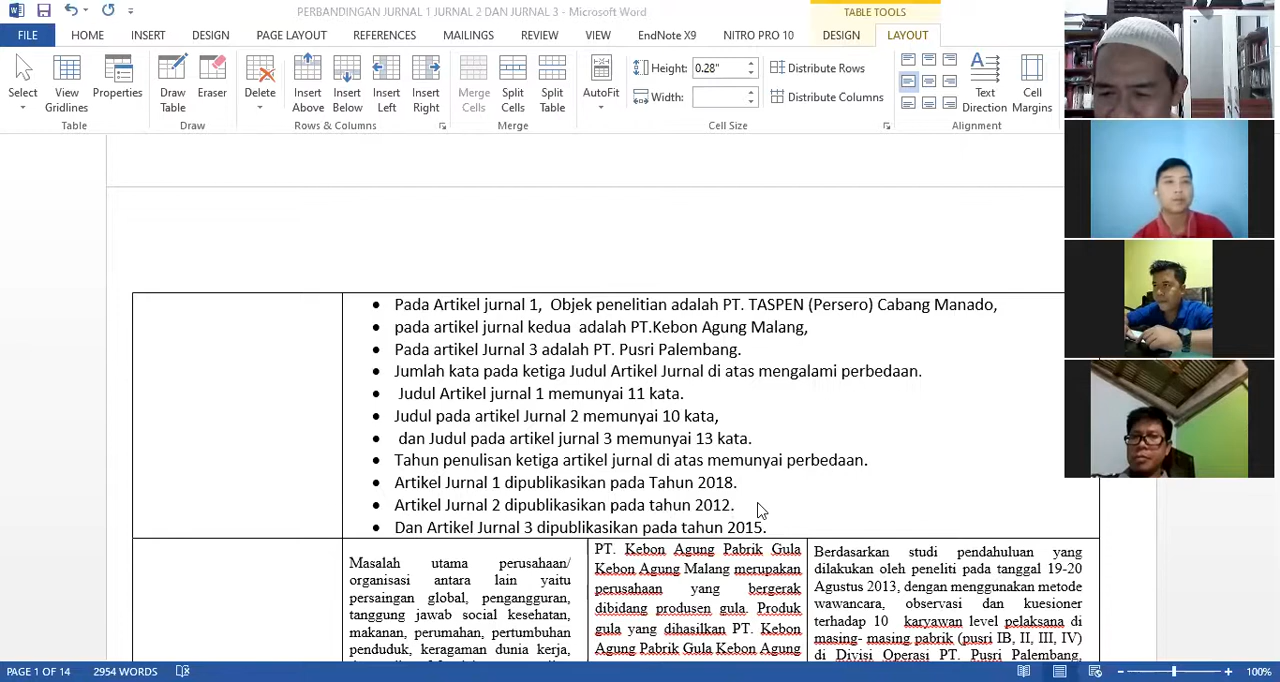 PERBANDINGAN JURNAL 1 JURNAL 2 DAN JURNAL 3 - Microsoft Word
TABLE TOOLS
FILE HOME INSERT DESIGN PAGE LAYOUT REFERENCES MAILINGS REVIEW VIEW EndNote X9 NITRO PRO 10 DESIGN LAYOUT
Select View Gridlines Properties Draw Table Eraser Delete Insert Above Insert Below Insert Left Insert Right Merge Cells Split Cells Split Table AutoFit Height: 0.28" Distribute Rows Text Direction Cell Margins
Width: Distribute Columns
Table Draw Rows & Columns Merge Cell Size Alignment
• Pada Artikel jurnal 1, Objek penelitian adalah PT. TASPEN (Persero) Cabang Manado,
• pada artikel jurnal kedua adalah PT.Kebon Agung Malang,
• Pada artikel Jurnal 3 adalah PT. Pusri Palembang.
• Jumlah kata pada ketiga Judul Artikel Jurnal di atas mengalami perbedaan.
• Judul Artikel jurnal 1 memunyai 11 kata.
• Judul pada artikel Jurnal 2 memunyai 10 kata,
• dan Judul pada artikel jurnal 3 memunyai 13 kata.
• Tahun penulisan ketiga artikel jurnal di atas memunyai perbedaan.
• Artikel Jurnal 1 dipublikasikan pada Tahun 2018.
• Artikel Jurnal 2 dipublikasikan pada tahun 2012.
• Dan Artikel Jurnal 3 dipublikasikan pada tahun 2015.
Masalah utama perusahaan/
organisasi antara lain yaitu
persaingan global, pengangguran,
tanggung jawab social kesehatan,
makanan, perumahan, pertumbuhan
penduduk, keragaman dunia kerja,
PT. Kebon Agung Pabrik Gula
Kebon Agung Malang merupakan
perusahaan yang bergerak
dibidang produsen gula. Produk
gula yang dihasilkan PT. Kebon
Agung Pabrik Gula Kebon Agung
Berdasarkan studi pendahuluan yang
dilakukan oleh peneliti pada tanggal 19-20
Agustus 2013, dengan menggunakan metode
wawancara, observasi dan kuesioner
terhadap 10 karyawan level pelaksana di
masing- masing pabrik (pusri IB, II, III, IV)
di Divisi Operasi PT. Pusri Palembang,
PAGE 1 OF 14 2954 WORDS 100%